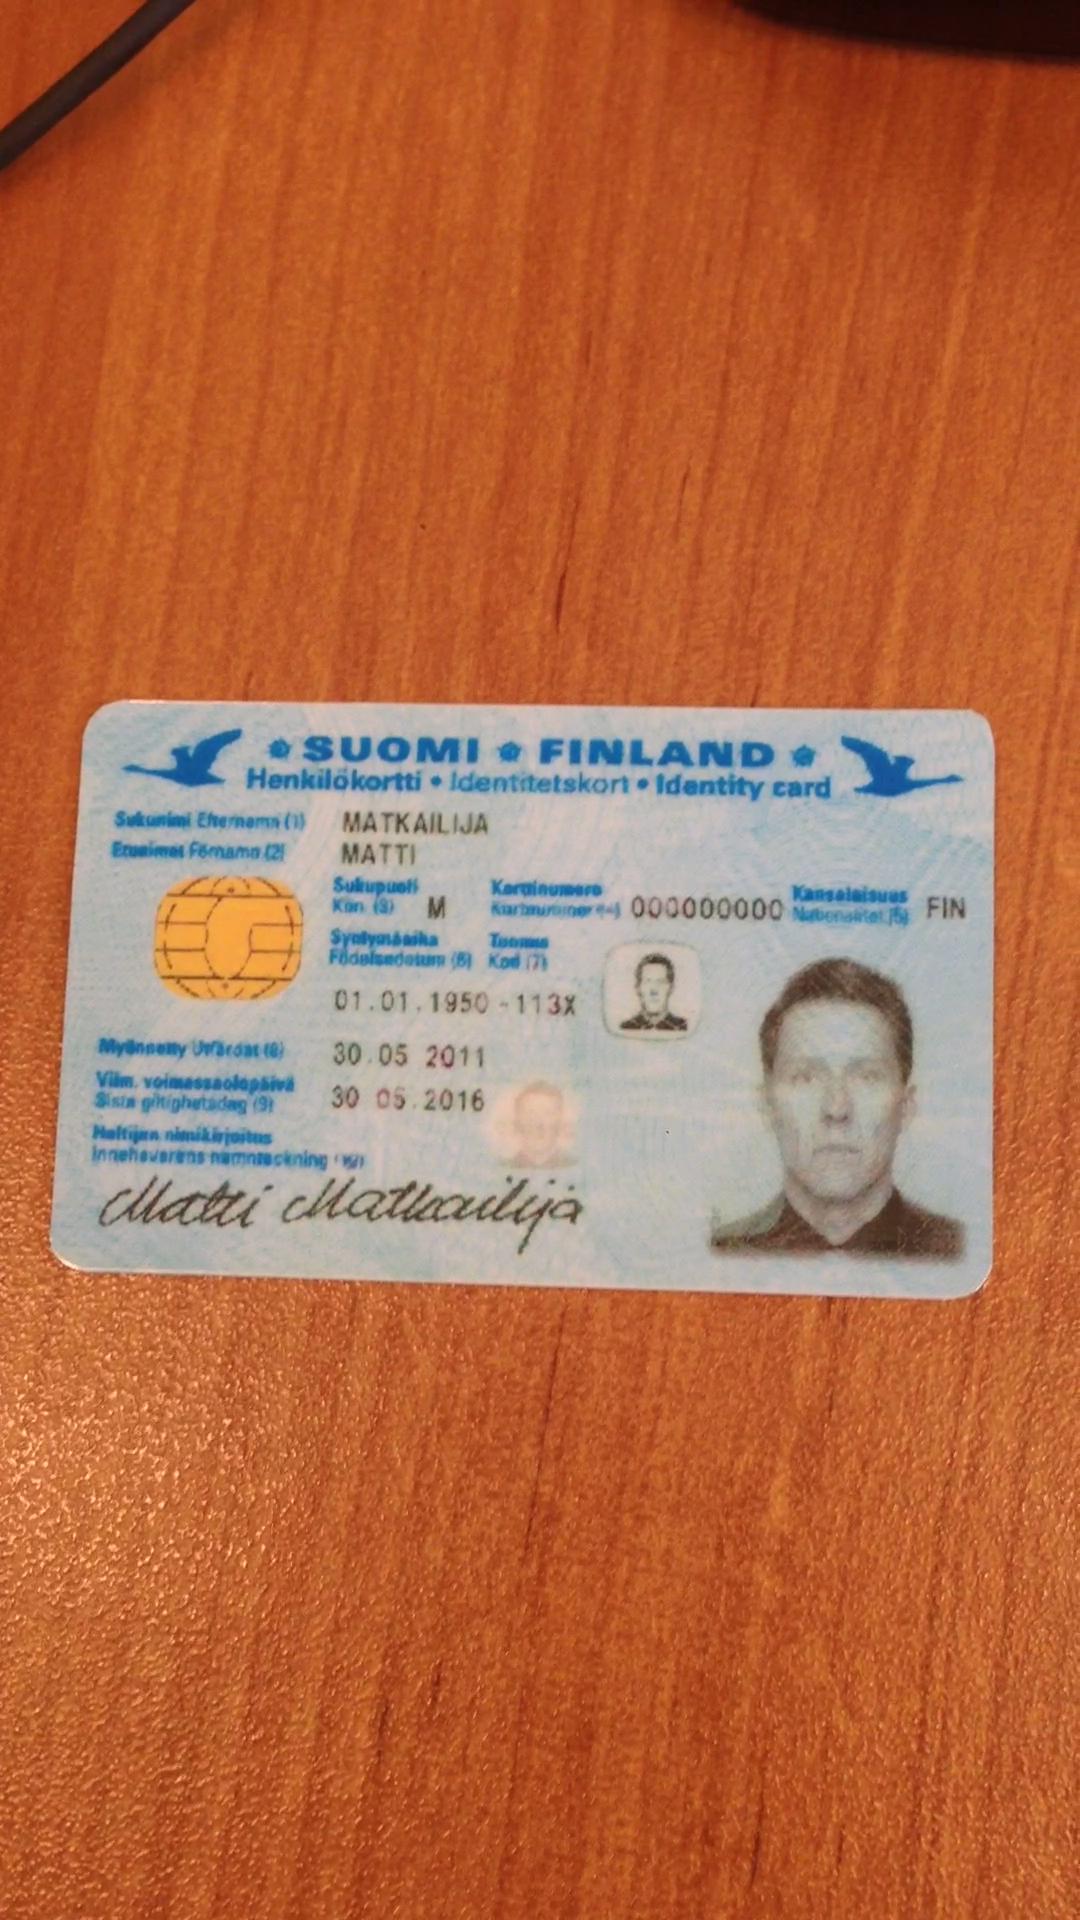 SUOMI FINLAND
Henkilökortti • Identitetskort • Identity card
Sukunimi Efternamn (1) MATKAILIJA
Etunimet Förnamn (2) MATTI
Sukupuoli Korttinumero Kansalaisuus
Kön (3) M Kortnummer (4) 000000000 Nationalitet (5) FIN
Syntymäaika Tunnus
Födelsedatum (6) Kod (7)
01.01.1950 -113X
Myönnetty Utfärdat (8) 30.05 2011
Viim. voimassaolopäivä
Sista giltighetsdag (9) 30 05.2016
Haltijan nimikirjoitus
Innehavarens namnteckning (10)
Matti Matkailija